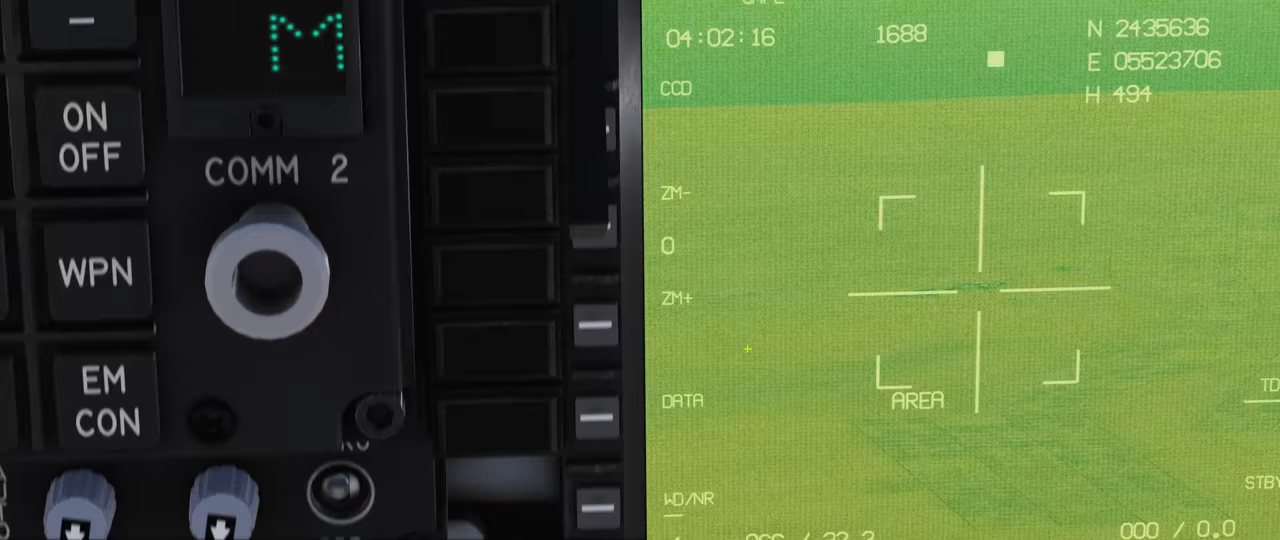 M
ON
OFF
COMM 2
WPN
EM
CON
04:02:16
1688
N 2435636
E 05523706
H 494
CCD
ZM-
0
ZM+
DATA
AREA
TD
WD/NR
STBY
000 / 0.0